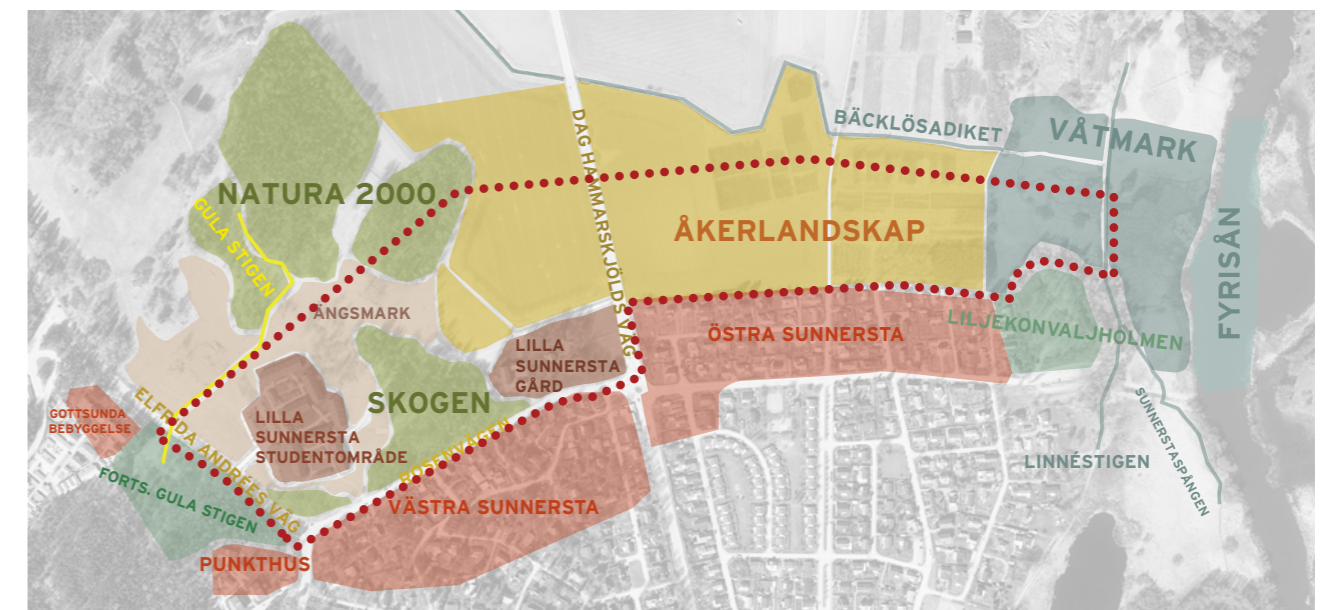 BÄCKLÖSADIKET
VÅTMARK
DAG HAMMARSKJÖLDS VÄG
NATURA 2000
GULA STIGEN
ÅKERLANDSKAP
FYRISÅN
ÄNGSMARK
LILJEKONVALJHOLMEN
ÖSTRA SUNNERSTA
LILLA
SUNNERSTA
GÅRD
SKOGEN
GOTTSUNDA
BEBYGGELSE
ELFRIDA ANDRÉES VÄG
LILLA
SUNNERSTA
STUDENTOMRÅDE
ROSENVÄGEN
SUNNERSTASPÅNGEN
LINNÉSTIGEN
FORTS. GULA STIGEN
VÄSTRA SUNNERSTA
PUNKTHUS